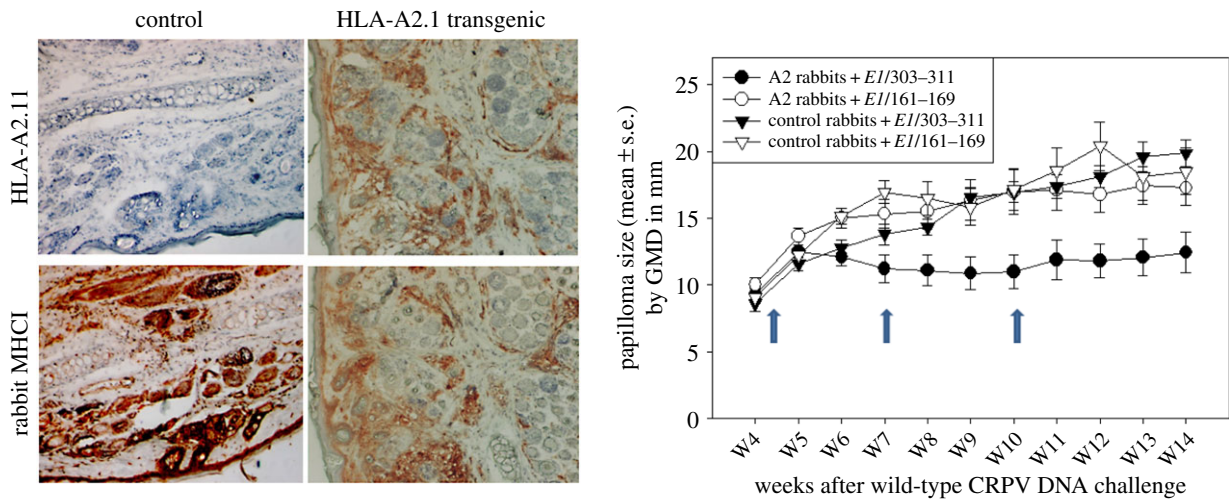 control
HLA-A2.1 transgenic
HLA-A2.11
rabbit MHCI
papilloma size (mean ± s.e.)
by GMD in mm
25
20
15
10
5
0
A2 rabbits + E1/303–311
A2 rabbits + E1/161–169
control rabbits + E1/303–311
control rabbits + E1/161–169
W4 W5 W6 W7 W8 W9 W10 W11 W12 W13 W14
weeks after wild-type CRPV DNA challenge